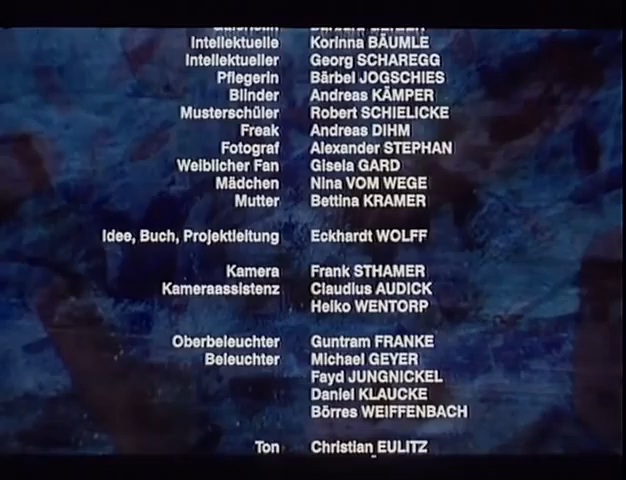 Intellektuelle Korinna BÄUMLE
Intellektueller Georg SCHAREGG
Pflegerin Bärbel JOGSCHIES
Blinder Andreas KÄMPER
Musterschüler Robert SCHIELICKE
Freak Andreas DIHM
Fotograf Alexander STEPHAN
Weiblicher Fan Gisela GARD
Mädchen Nina VOM WEGE
Mutter Bettina KRAMER
Idee, Buch, Projektleitung Eckhardt WOLFF
Kamera Frank STHAMER
Kameraassistenz Claudius AUDICK
Heiko WENTORP
Oberbeleuchter Guntram FRANKE
Beleuchter Michael GEYER
Fayd JUNGNICKEL
Daniel KLAUCKE
Börres WEIFFENBACH
Ton Christian EULITZ